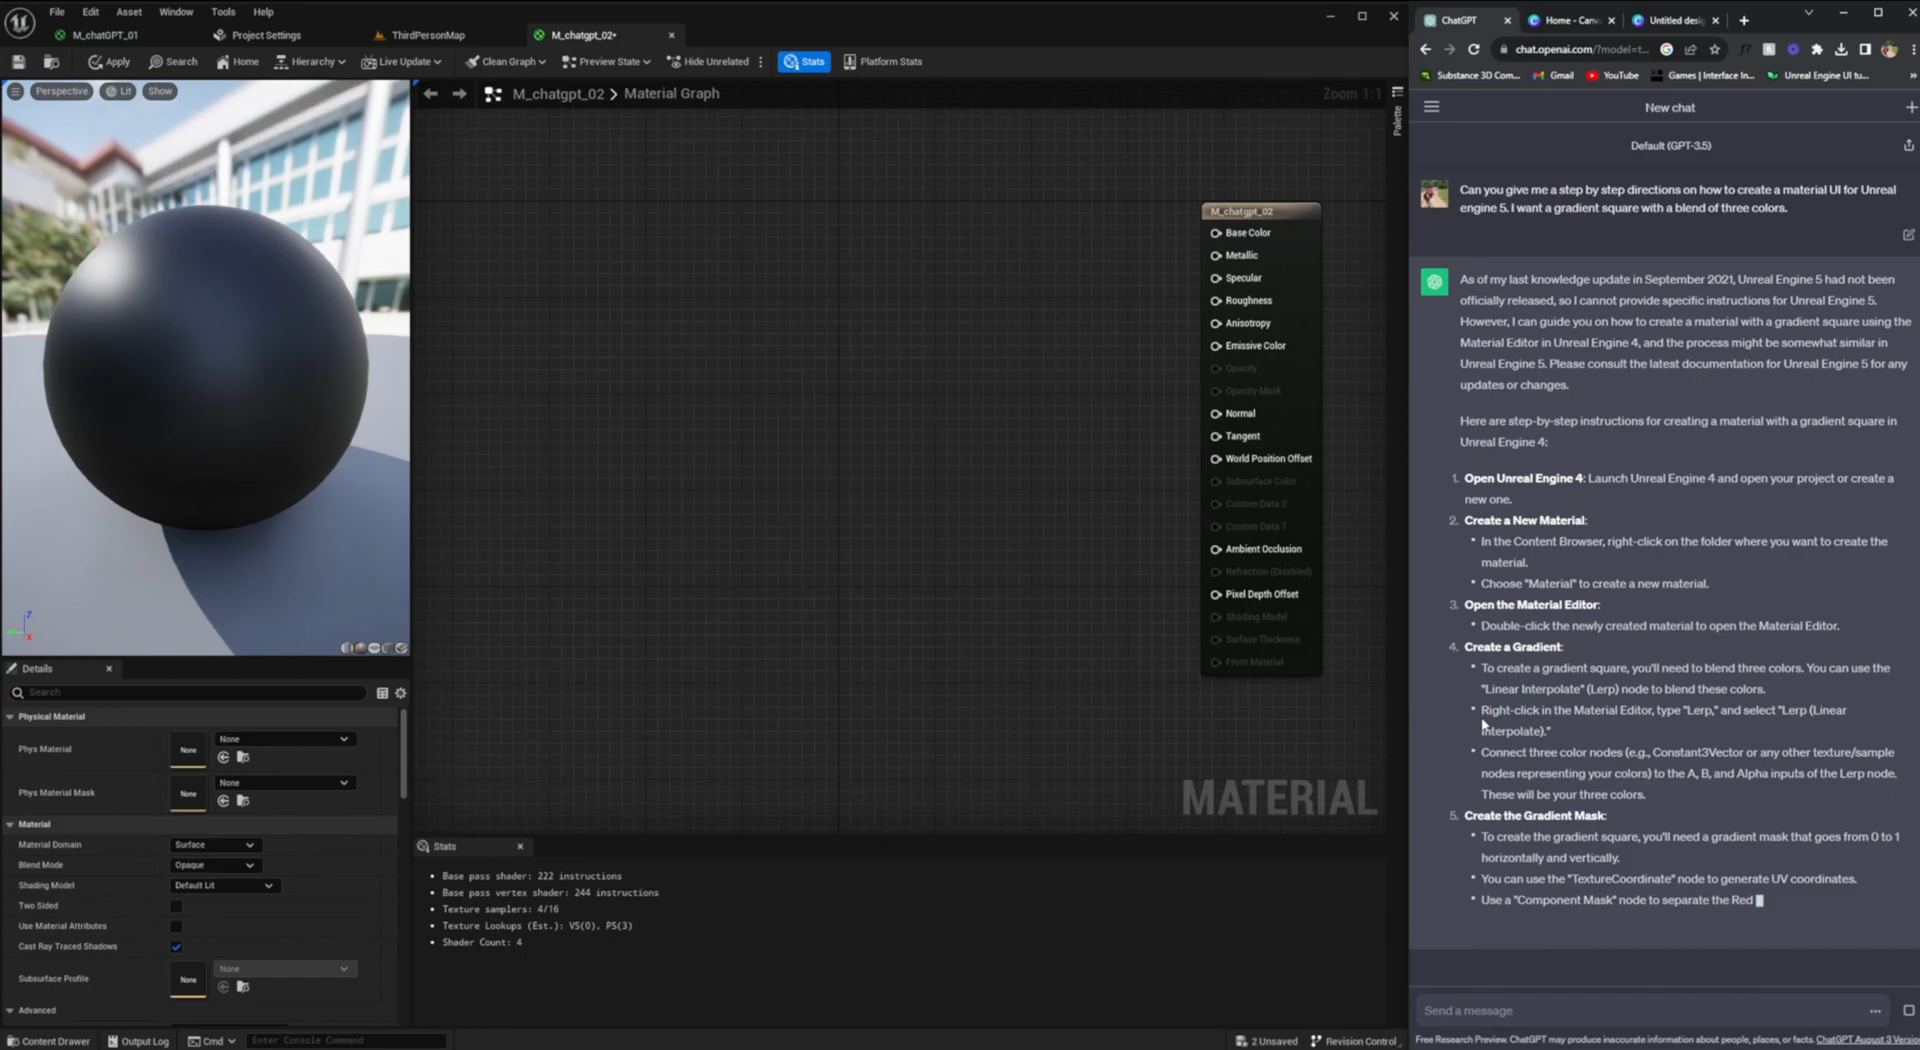 File Edit Asset Window Tools Help
M_chatGPT_01 Project Settings ThirdPersonMap M_chatgpt_02•
Apply Search Home Hierarchy Live Update Clean Graph Preview State Hide Unrelated Stats Platform Stats
Perspective Lit Show
M_chatgpt_02 > Material Graph Zoom 1:1
Palette
M_chatgpt_02
Base Color
Metallic
Specular
Roughness
Anisotropy
Emissive Color
Opacity
Opacity Mask
Normal
Tangent
World Position Offset
Subsurface Color
Custom Data 0
Custom Data 1
Ambient Occlusion
Refraction (Disabled)
Pixel Depth Offset
Shading Model
Surface Thickness
Front Material
MATERIAL
Z
X
Details
Search
Physical Material
Phys Material None None
Phys Material Mask None None
Material
Material Domain Surface
Blend Mode Opaque
Shading Model Default Lit
Two Sided
Use Material Attributes
Cast Ray Traced Shadows
Subsurface Profile None None
Advanced
Stats
• Base pass shader: 222 instructions
• Base pass vertex shader: 244 instructions
• Texture samplers: 4/16
• Texture Lookups (Est.): VS(0), PS(3)
• Shader Count: 4
Content Drawer Output Log Cmd Enter Console Command 2 Unsaved Revision Control
ChatGPT Home - Canv Untitled desig
chat.openai.com/?model=t...
Substance 3D Com... Gmail YouTube Games | Interface In... Unreal Engine UI tu... »
New chat
Default (GPT-3.5)
Can you give me a step by step directions on how to create a material UI for Unreal
engine 5. I want a gradient square with a blend of three colors.
As of my last knowledge update in September 2021, Unreal Engine 5 had not been
officially released, so I cannot provide specific instructions for Unreal Engine 5.
However, I can guide you on how to create a material with a gradient square using the
Material Editor in Unreal Engine 4, and the process might be somewhat similar in
Unreal Engine 5. Please consult the latest documentation for Unreal Engine 5 for any
updates or changes.
Here are step-by-step instructions for creating a material with a gradient square in
Unreal Engine 4:
1. Open Unreal Engine 4: Launch Unreal Engine 4 and open your project or create a
new one.
2. Create a New Material:
• In the Content Browser, right-click on the folder where you want to create the
material.
• Choose "Material" to create a new material.
3. Open the Material Editor:
• Double-click the newly created material to open the Material Editor.
4. Create a Gradient:
• To create a gradient square, you'll need to blend three colors. You can use the
"Linear Interpolate" (Lerp) node to blend these colors.
• Right-click in the Material Editor, type "Lerp," and select "Lerp (Linear
Interpolate)."
• Connect three color nodes (e.g., Constant3Vector or any other texture/sample
nodes representing your colors) to the A, B, and Alpha inputs of the Lerp node.
These will be your three colors.
5. Create the Gradient Mask:
• To create the gradient square, you'll need a gradient mask that goes from 0 to 1
horizontally and vertically.
• You can use the "TextureCoordinate" node to generate UV coordinates.
• Use a "Component Mask" node to separate the Red
Send a message
Free Research Preview. ChatGPT may produce inaccurate information about people, places, or facts. ChatGPT August 3 Versio